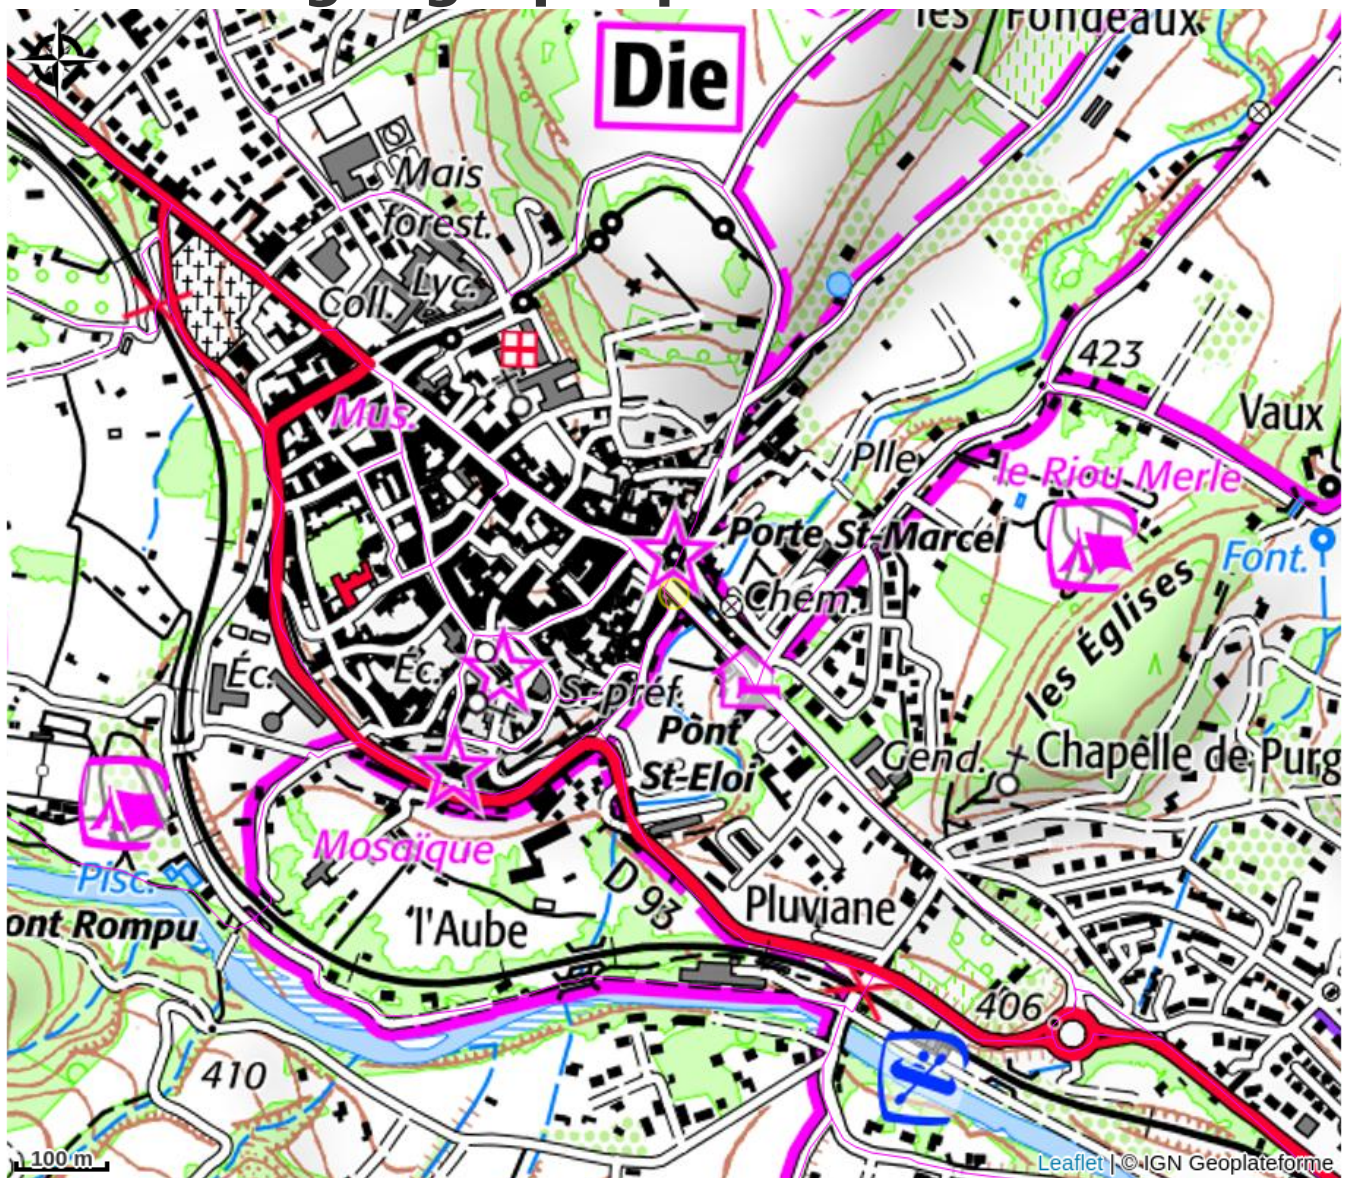 les Fondeaux
Die
Mais
forest.
Lyc.
Coll.
423
Mus.
Vaux
Plle
le Riou Merle
Porte St-Marcel
Font.
Chem.
les Églises
Éc.
Éc.
S.-préf.
Pont
St-Eloi
Gend.
Chapelle de Purg
Mosaïque
Pisc.
D 93
Pluviane
ont Rompu
l'Aube
406
410
100 m
Leaflet | © IGN Geoplateforme